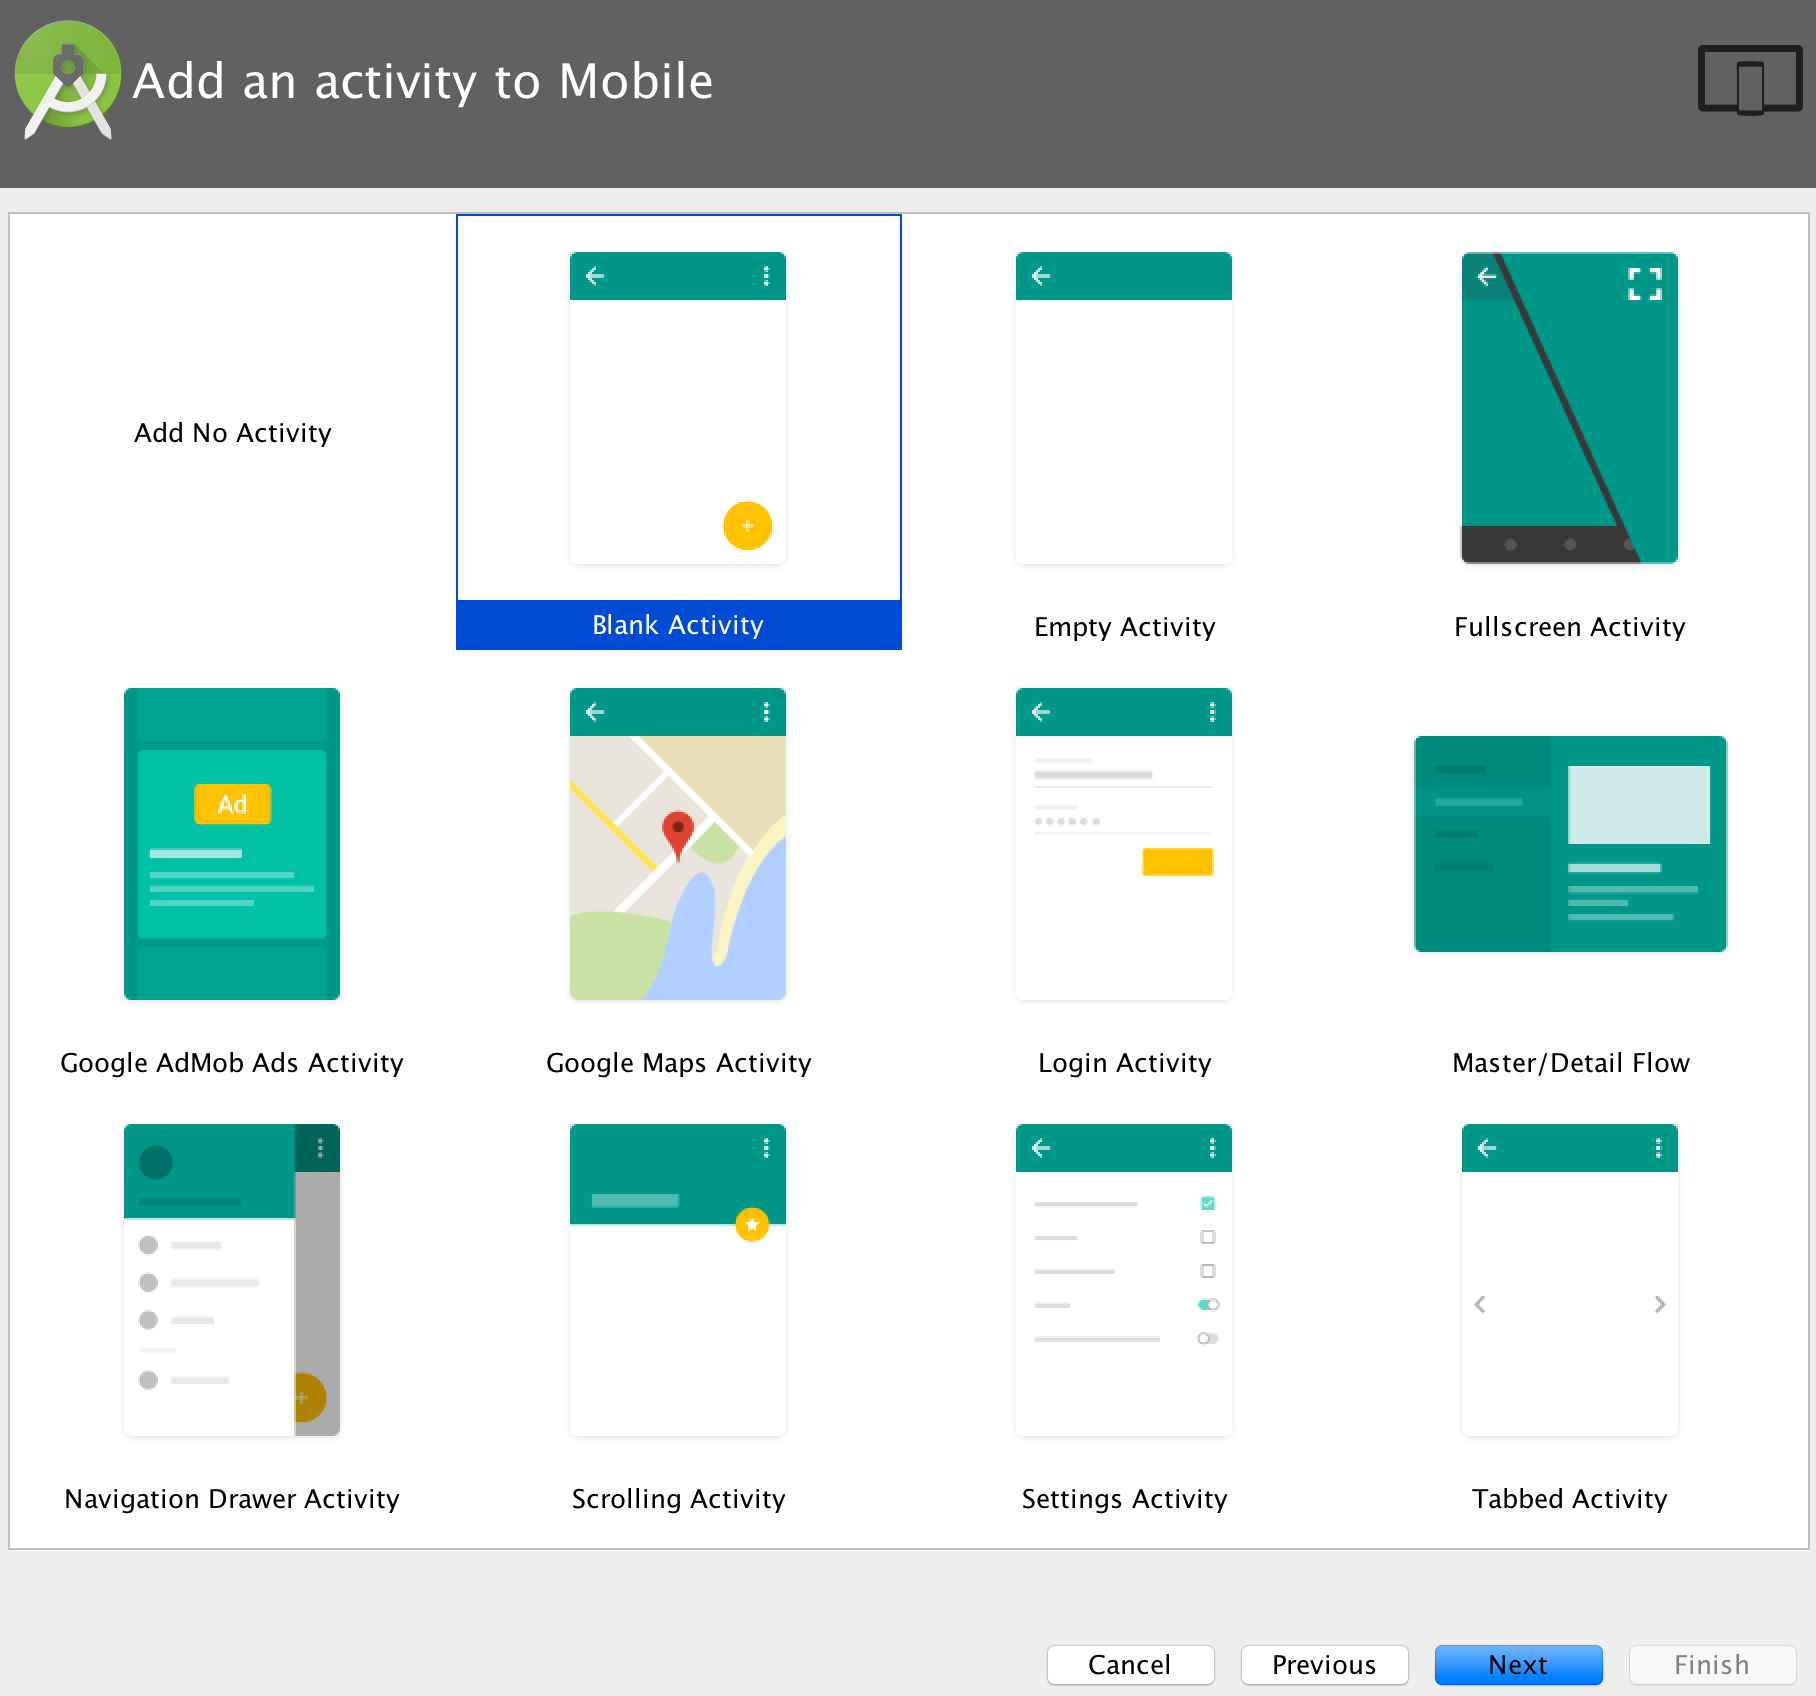 Add an activity to Mobile
Add No Activity
Blank Activity
Empty Activity
Fullscreen Activity
Ad
Google AdMob Ads Activity
Google Maps Activity
Login Activity
Master/Detail Flow
Navigation Drawer Activity
Scrolling Activity
Settings Activity
Tabbed Activity
Cancel
Previous
Next
Finish